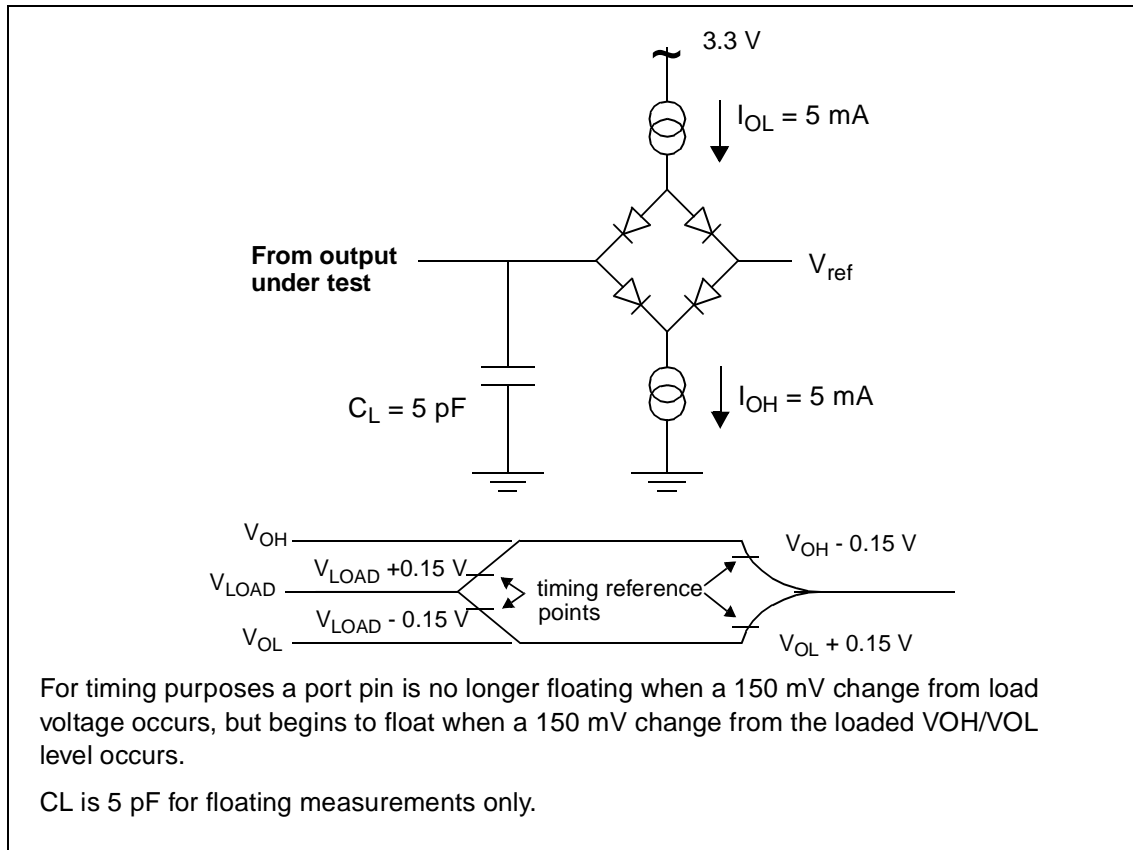 3.3 V
~
I_OL = 5 mA
From output
under test
V_ref
C_L = 5 pF
I_OH = 5 mA
V_OH
V_OH - 0.15 V
V_LOAD +0.15 V
V_LOAD
timing reference
points
V_LOAD - 0.15 V
V_OL
V_OL + 0.15 V
For timing purposes a port pin is no longer floating when a 150 mV change from load
voltage occurs, but begins to float when a 150 mV change from the loaded VOH/VOL
level occurs.
CL is 5 pF for floating measurements only.